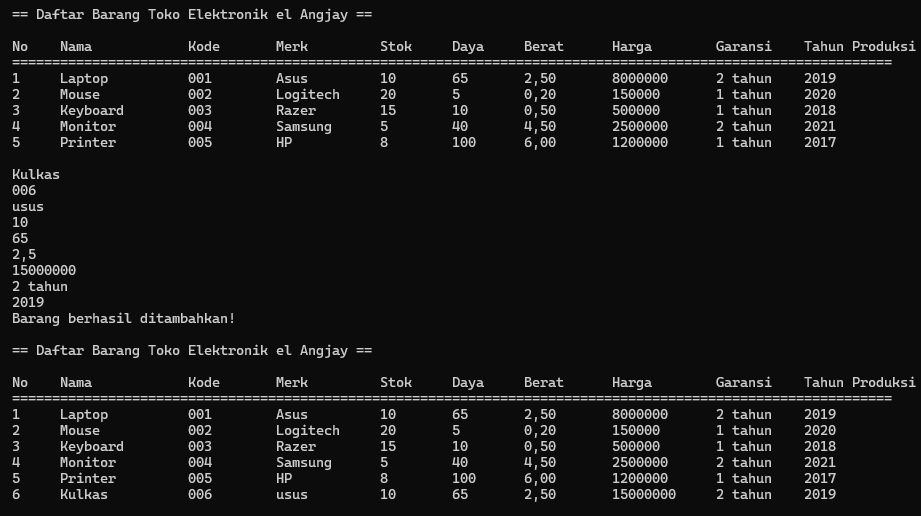 == Daftar Barang Toko Elektronik el Angjay ==
No Nama Kode Merk Stok Daya Berat Harga Garansi Tahun Produksi
==============================================================================================================
1 Laptop 001 Asus 10 65 2,50 8000000 2 tahun 2019
2 Mouse 002 Logitech 20 5 0,20 150000 1 tahun 2020
3 Keyboard 003 Razer 15 10 0,50 500000 1 tahun 2018
4 Monitor 004 Samsung 5 40 4,50 2500000 2 tahun 2021
5 Printer 005 HP 8 100 6,00 1200000 1 tahun 2017
Kulkas
006
usus
10
65
2,5
15000000
2 tahun
2019
Barang berhasil ditambahkan!
== Daftar Barang Toko Elektronik el Angjay ==
No Nama Kode Merk Stok Daya Berat Harga Garansi Tahun Produksi
==============================================================================================================
1 Laptop 001 Asus 10 65 2,50 8000000 2 tahun 2019
2 Mouse 002 Logitech 20 5 0,20 150000 1 tahun 2020
3 Keyboard 003 Razer 15 10 0,50 500000 1 tahun 2018
4 Monitor 004 Samsung 5 40 4,50 2500000 2 tahun 2021
5 Printer 005 HP 8 100 6,00 1200000 1 tahun 2017
6 Kulkas 006 usus 10 65 2,50 15000000 2 tahun 2019